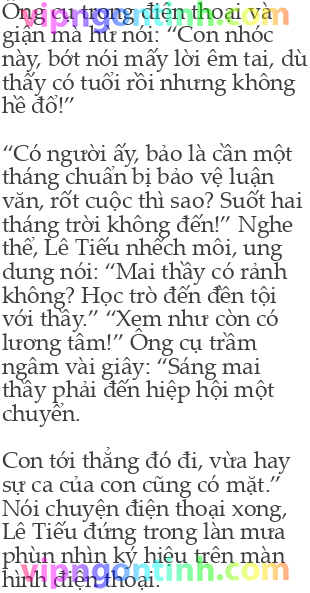 Ông cụ trong điện thoại vả
giận mà hừ nói: “Con nhóc
này, bớt nói mấy lời êm tai, dù
thấy có tuổi rồi nhưng không
hề đổ!”
“Có người ấy, bảo là cần một
tháng chuẩn bị bảo vệ luận
văn, rốt cuộc thì sao? Suốt hai
tháng trời không đến!” Nghe
thế, Lê Tiếu nhếch môi, ung
dung nói: “Mai thầy có rảnh
không? Học trò đến đền tội
với thầy.” “Xem như còn có
lương tâm!” Ông cụ trầm
ngâm vài giây: “Sáng mai
thầy phải đến hiệp hội một
chuyến.
Con tới thẳng đó đi, vừa hay
sự ca của con cũng có mặt.”
Nói chuyện điện thoại xong,
Lê Tiếu đứng trong làn mưa
phùn nhìn ký hiệu trên màn
hình điện thoại.
vipngontinh.com
vipngontinh.com